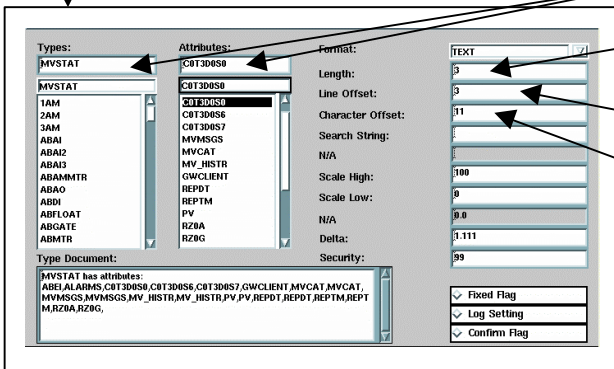 Types:
MVSTAT
MVSTAT
1AM
2AM
3AM
ABAI
ABAI2
ABAI3
ABAMMTR
ABAO
ABDI
ABFLOAT
ABGATE
ABMTR
Attributes:
C0T3D0S0
C0T3D0S0
C0T3D0S0
C0T3D0S6
C0T3D0S7
MVMSGS
MVCAT
MV_HISTR
GWCLIENT
REPDT
REPTM
PV
RZ0A
RZ0G
Format:
TEXT
Length:
3
Line Offset:
3
Character Offset:
11
Search String:
N/A
Scale High:
100
Scale Low:
0
N/A
0.0
Delta:
1.111
Security:
99
Type Document:
MVSTAT has attributes:
ABEI,ALARMS,C0T3D0S0,C0T3D0S6,C0T3D0S7,GWCLIENT,MVCAT,MVCAT,
MVMSGS,MVMSGS,MV_HISTR,MV_HISTR,PV,PV,REPDT,REPDT,REPTM,REPT
M,RZ0A,RZ0G,
Fixed Flag
Log Setting
Confirm Flag